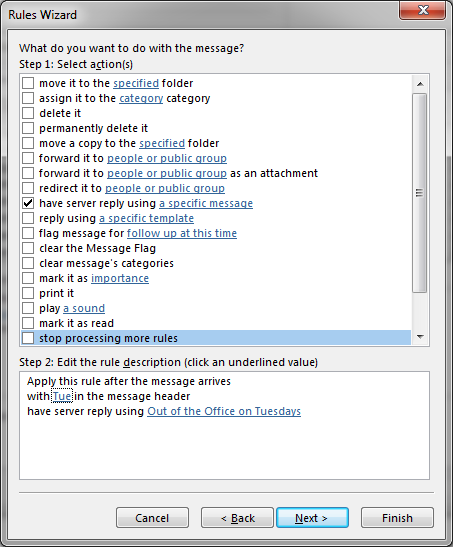 Rules Wizard
What do you want to do with the message?
Step 1: Select action(s)
move it to the specified folder
assign it to the category category
delete it
permanently delete it
move a copy to the specified folder
forward it to people or public group
forward it to people or public group as an attachment
redirect it to people or public group
have server reply using a specific message
reply using a specific template
flag message for follow up at this time
clear the Message Flag
clear message's categories
mark it as importance
print it
play a sound
mark it as read
stop processing more rules
Step 2: Edit the rule description (click an underlined value)
Apply this rule after the message arrives
with Tue in the message header
have server reply using Out of the Office on Tuesdays
Cancel < Back Next > Finish